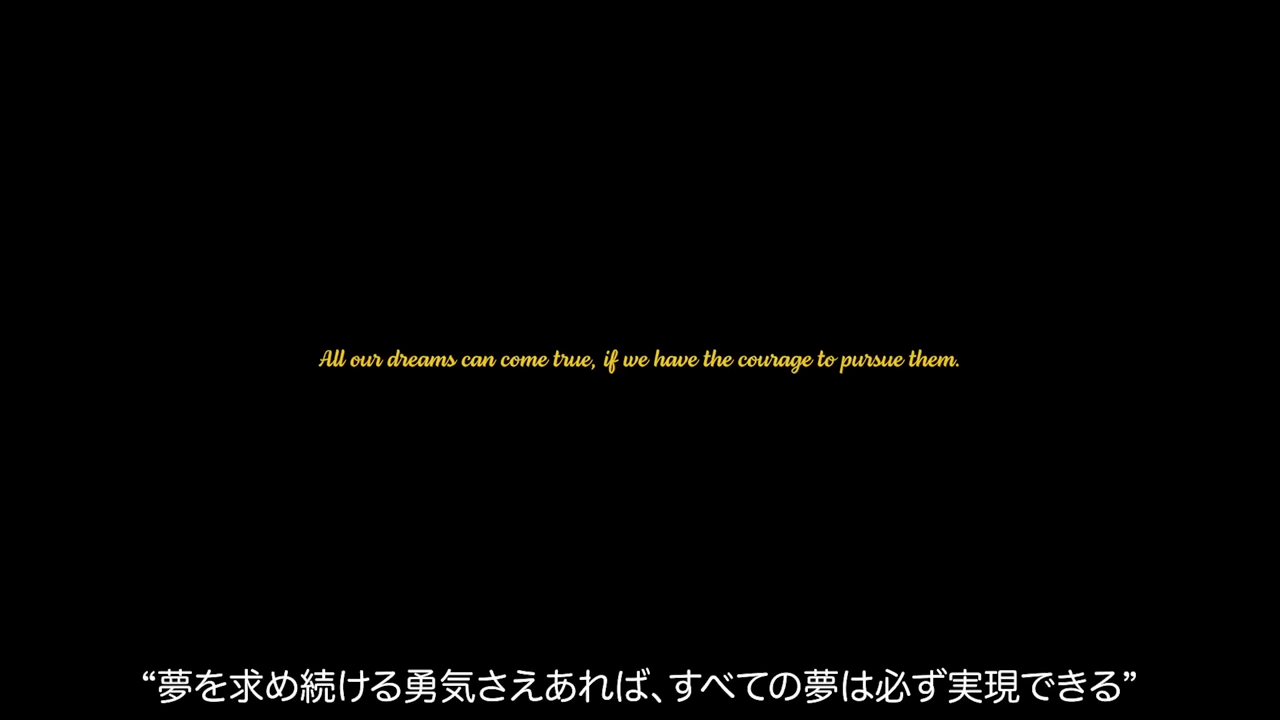 All our dreams can come true, if we have the courage to pursue them.
“夢を求め続ける勇気さえあれば、すべての夢は必ず実現できる”